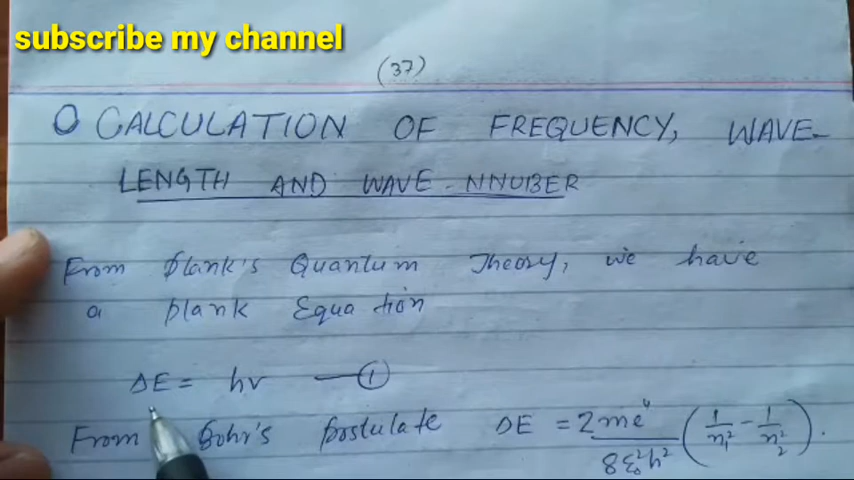 subscribe my channel
(37)
O CALCULATION OF FREQUENCY, WAVE-
LENGTH AND WAVE-NNUBER
From plank's Quantum Theory, we have
a plank Equation
ΔE = hν — ①
From Bohr's postulate ΔE = 2me⁴/8ε₀²h² (1/n₁² - 1/n₂²).